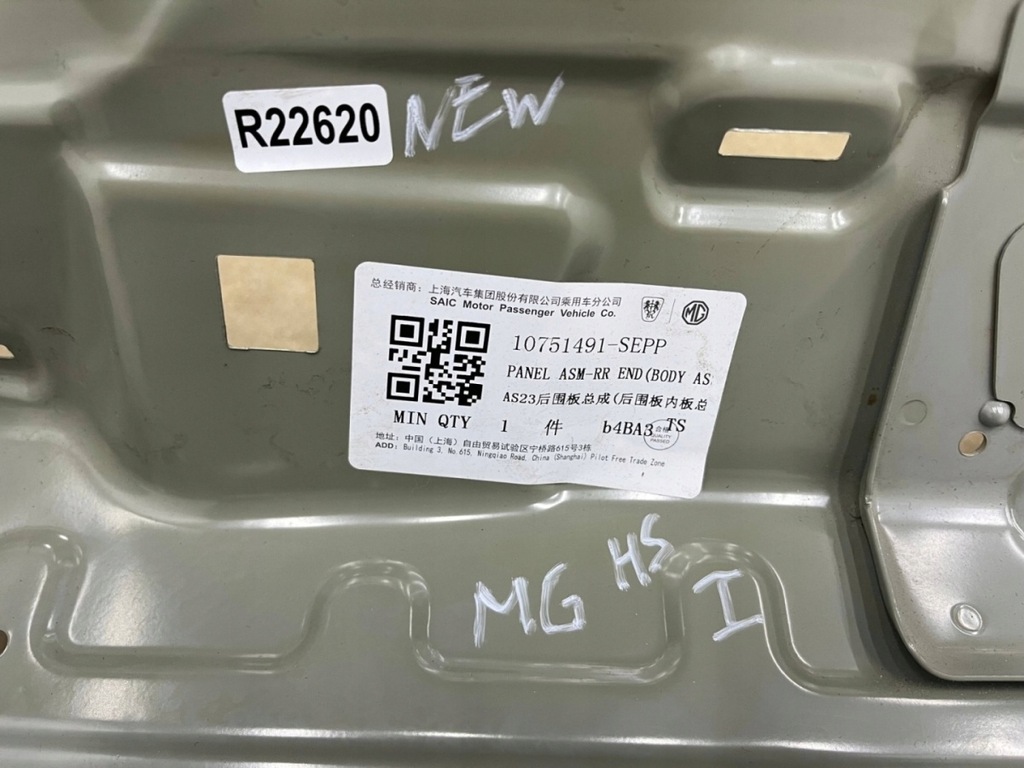 R22620
NEW
总经销商：上海汽车集团股份有限公司乘用车分公司
SAIC Motor Passenger Vehicle Co.
MG
10751491-SEPP
PANEL ASM-RR END(BODY AS
AS23后围板总成(后围板内板总
MIN QTY 1 件 b4BA3 TS
合格
QUALITY
PASSED
地址：中国（上海）自由贸易试验区宁桥路615号3栋
ADD: Building 3, No.615, Ningqiao Road, China (Shanghai) Pilot Free Trade Zone
MG HS I